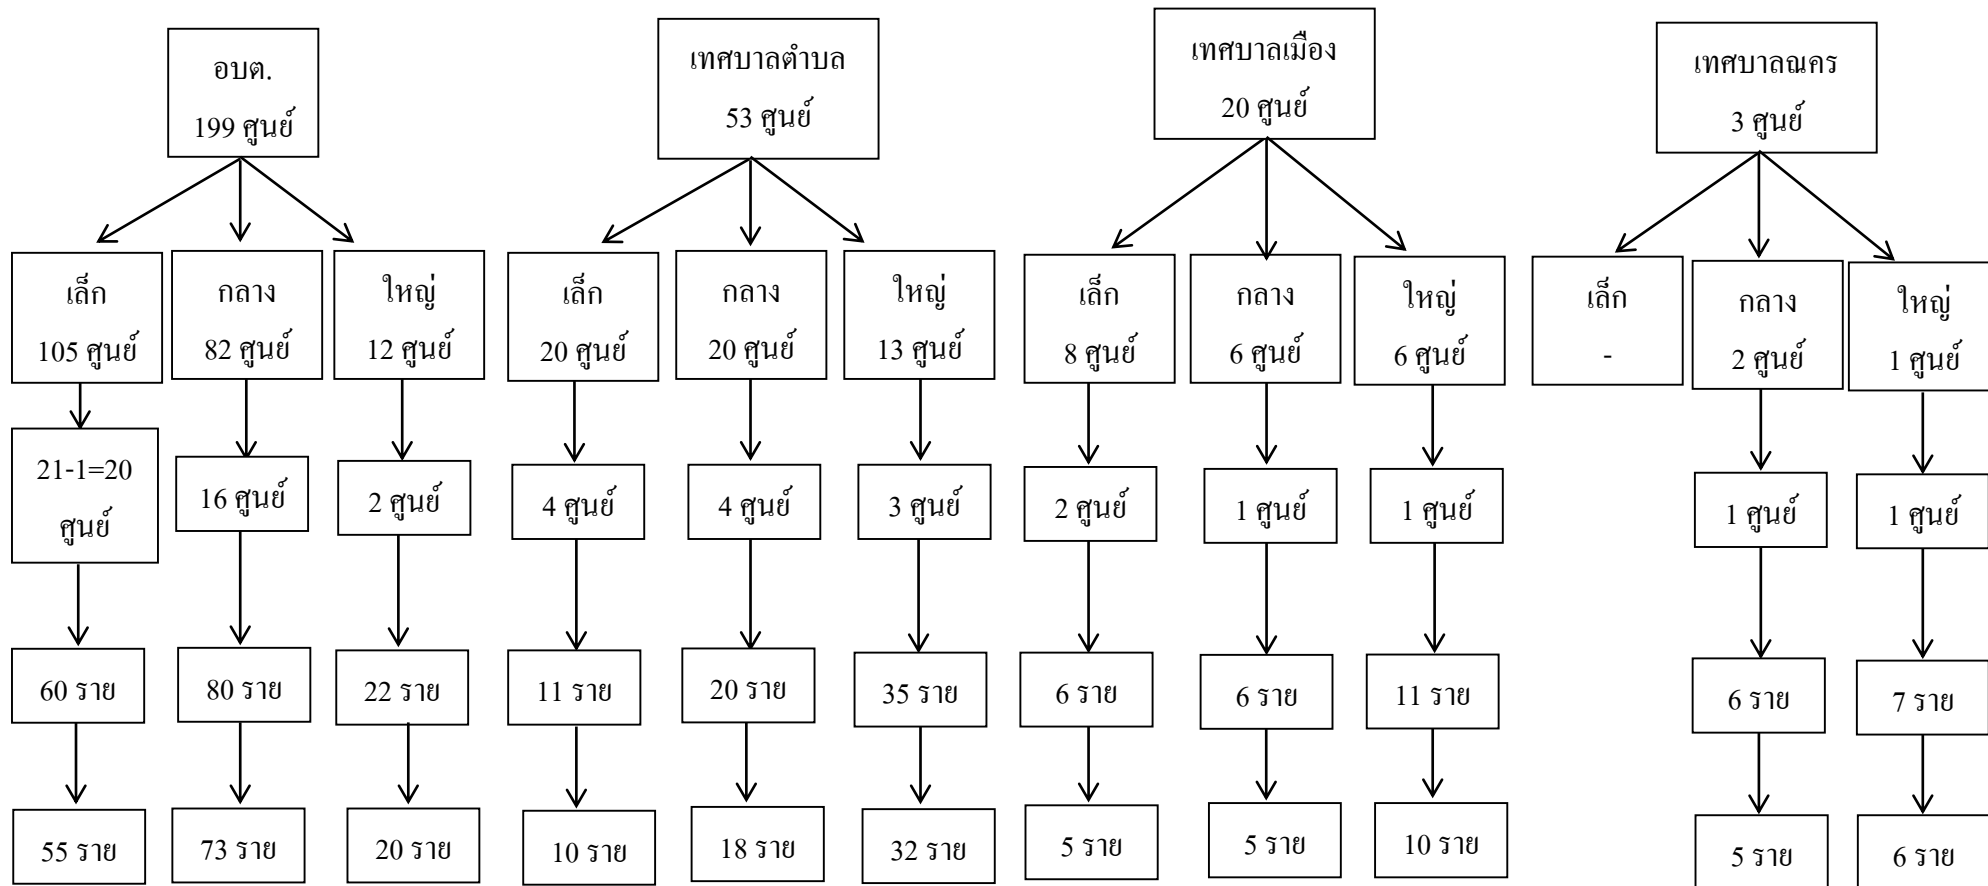 อบต.
199 ศูนย์
เทศบาลตำบล
53 ศูนย์
เทศบาลเมือง
20 ศูนย์
เทศบาลณคร
3 ศูนย์
เล็ก
105 ศูนย์
กลาง
82 ศูนย์
ใหญ่
12 ศูนย์
เล็ก
20 ศูนย์
กลาง
20 ศูนย์
ใหญ่
13 ศูนย์
เล็ก
8 ศูนย์
กลาง
6 ศูนย์
ใหญ่
6 ศูนย์
เล็ก
-
กลาง
2 ศูนย์
ใหญ่
1 ศูนย์
21-1=20
ศูนย์
16 ศูนย์
2 ศูนย์
4 ศูนย์
4 ศูนย์
3 ศูนย์
2 ศูนย์
1 ศูนย์
1 ศูนย์
1 ศูนย์
1 ศูนย์
60 ราย
80 ราย
22 ราย
11 ราย
20 ราย
35 ราย
6 ราย
6 ราย
11 ราย
6 ราย
7 ราย
55 ราย
73 ราย
20 ราย
10 ราย
18 ราย
32 ราย
5 ราย
5 ราย
10 ราย
5 ราย
6 ราย